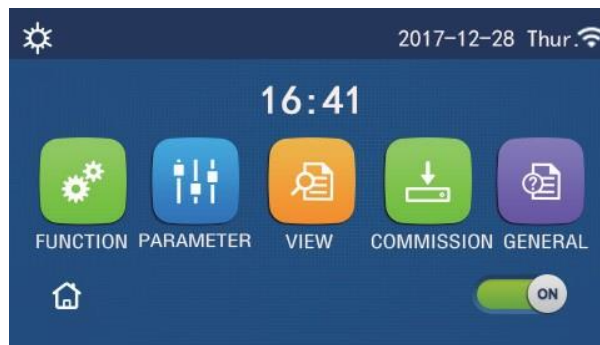 2017-12-28 Thur.
16:41
FUNCTION PARAMETER VIEW COMMISSION GENERAL
ON